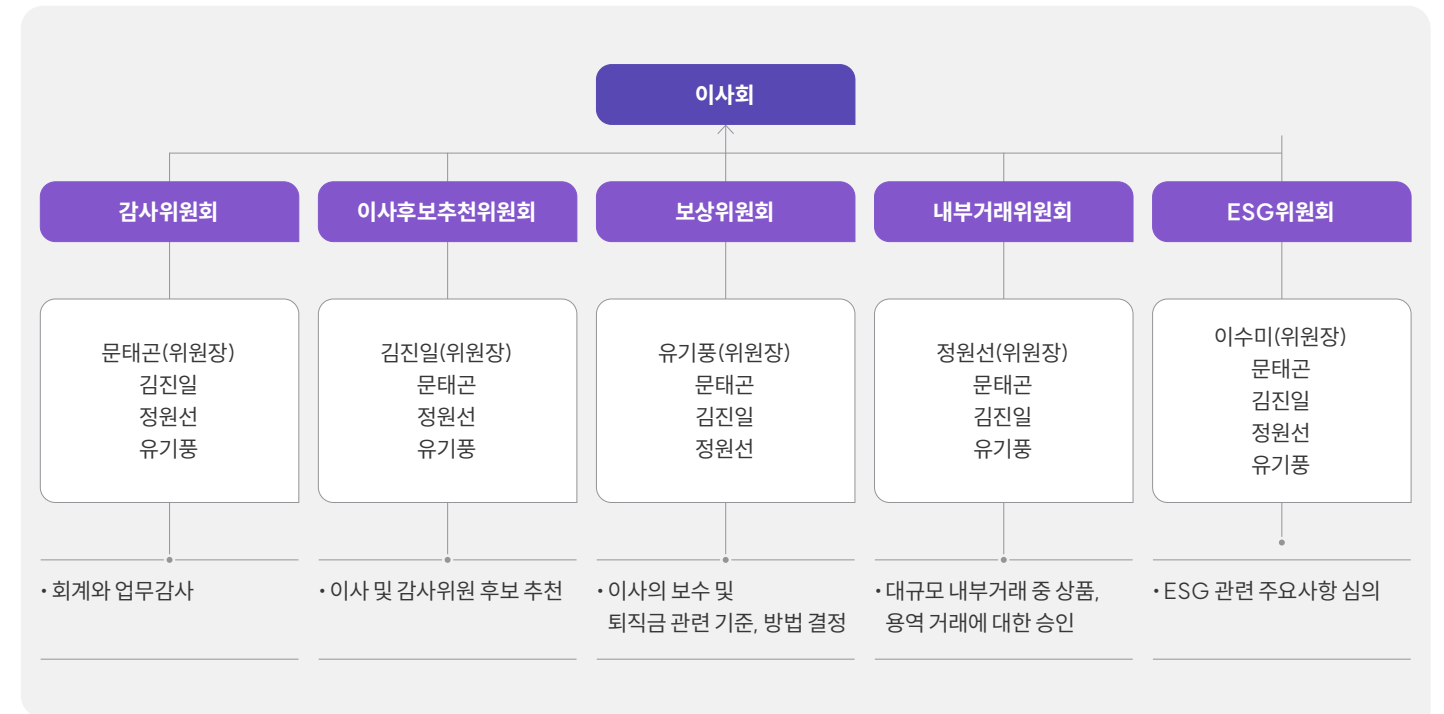 이사회
감사위원회
이사후보추천위원회
보상위원회
내부거래위원회
ESG위원회
문태곤(위원장)
김진일
정원선
유기풍
김진일(위원장)
문태곤
정원선
유기풍
유기풍(위원장)
문태곤
김진일
정원선
정원선(위원장)
문태곤
김진일
유기풍
이수미(위원장)
문태곤
김진일
정원선
유기풍
• 회계와 업무감사
• 이사 및 감사위원 후보 추천
• 이사의 보수 및
퇴직금 관련 기준, 방법 결정
• 대규모 내부거래 중 상품,
용역 거래에 대한 승인
• ESG 관련 주요사항 심의